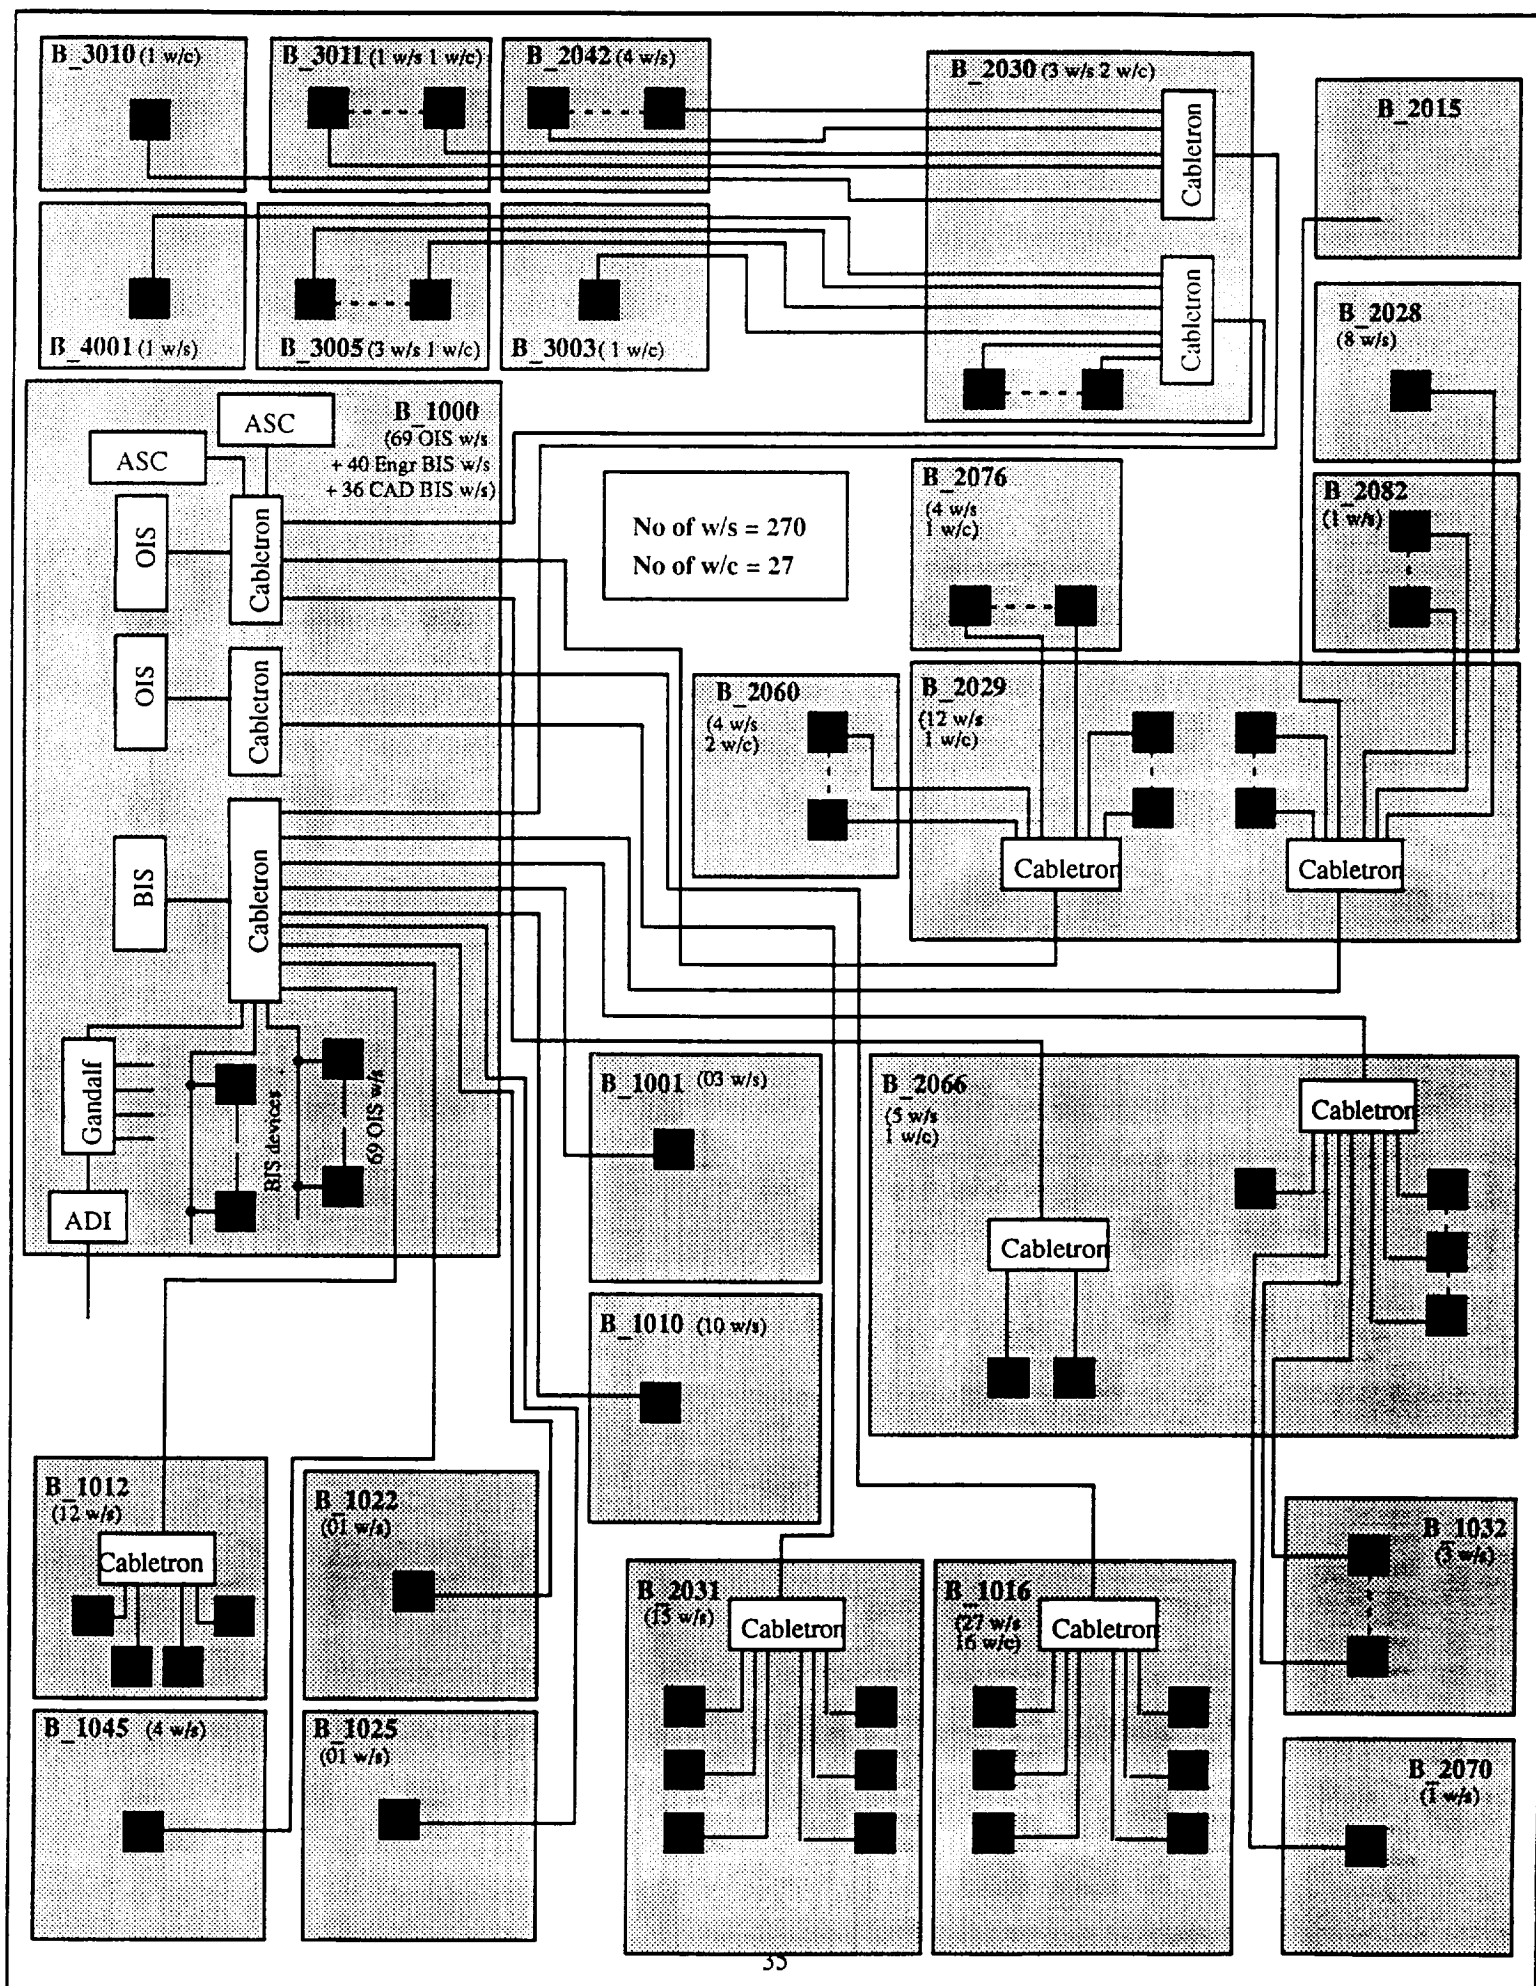 B_3010 (1 w/c)
B_3011 (1 w/s 1 w/c)
B_2042 (4 w/s)
B_2030 (3 w/s 2 w/c)
Cabletron
B_2015
B_4001 (1 w/s)
B_3005 (3 w/s 1 w/c)
B_3003 ( 1 w/c)
Cabletron
B_2028
(8 w/s)
B_1000
(69 OIS w/s
+ 40 Engr BIS w/s
+ 36 CAD BIS w/s)
ASC
ASC
OIS
Cabletron
OIS
Cabletron
BIS
Cabletron
Gandalf
ADI
BIS devices
69 OIS w/s
No of w/s = 270
No of w/c = 27
B_2076
(4 w/s
1 w/c)
B_2082
(1 w/s)
B_2060
(4 w/s
2 w/c)
B_2029
(12 w/s
1 w/c)
Cabletron
Cabletron
B_1001 (03 w/s)
B_2066
(5 w/s
1 w/c)
Cabletron
Cabletron
B_1010 (10 w/s)
B_1012
(12 w/s)
Cabletron
B_1022
(01 w/s)
B_1045 (4 w/s)
B_1025
(01 w/s)
B_2031
(15 w/s)
Cabletron
B_1016
(27 w/s
16 w/c)
Cabletron
B_1032
(3 w/s)
B_2070
(1 w/s)
35